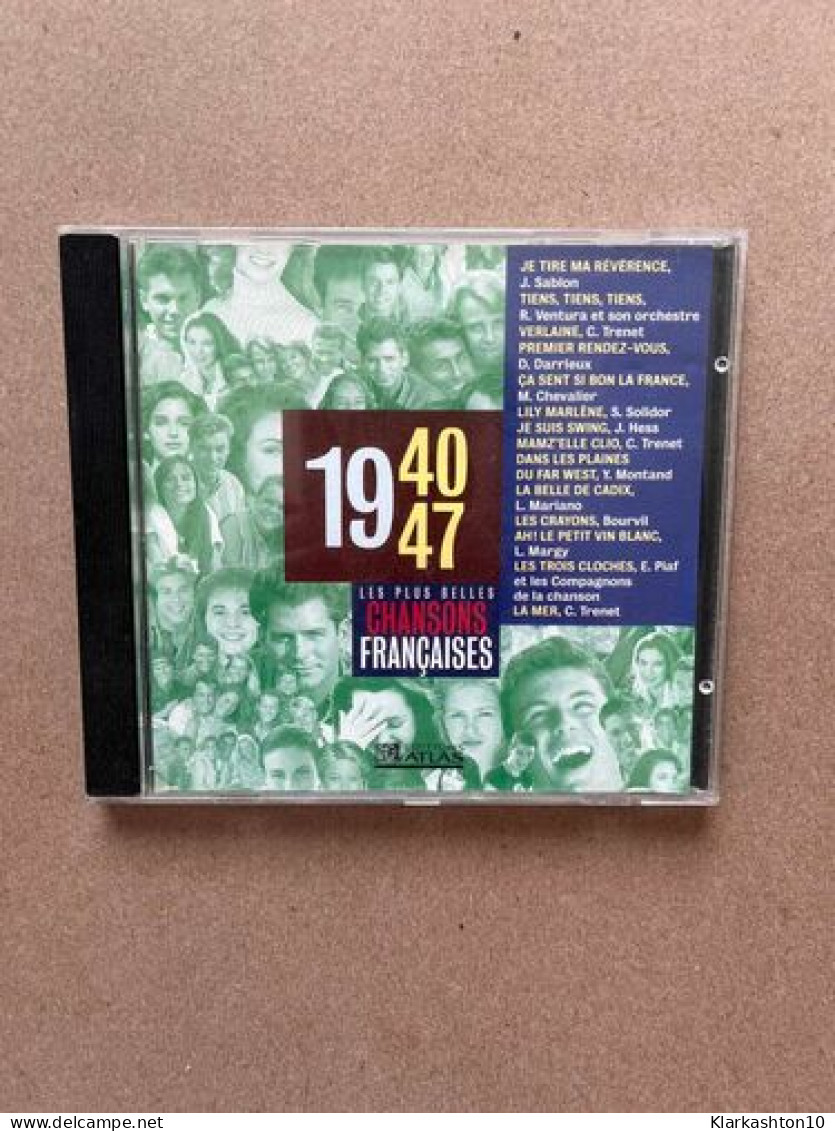 JE TIRE MA RÉVÉRENCE,
J. Sablon
TIENS, TIENS, TIENS,
R. Ventura et son orchestre
VERLAINE, C. Trenet
PREMIER RENDEZ-VOUS,
D. Darrieux
ÇA SENT SI BON LA FRANCE,
M. Chevalier
LILY MARLÈNE, S. Solidor
JE SUIS SWING, J. Hess
MAMZ'ELLE CLIO, C. Trenet
DANS LES PLAINES
DU FAR WEST, Y. Montand
LA BELLE DE CADIX,
L. Mariano
LES CRAYONS, Bourvil
AH! LE PETIT VIN BLANC,
L. Margy
LES TROIS CLOCHES, E. Piaf
et les Compagnons
de la chanson
LA MER, C. Trenet
19 40
47
LES PLUS BELLES
CHANSONS
FRANÇAISES
ATLAS
Klarkashton10